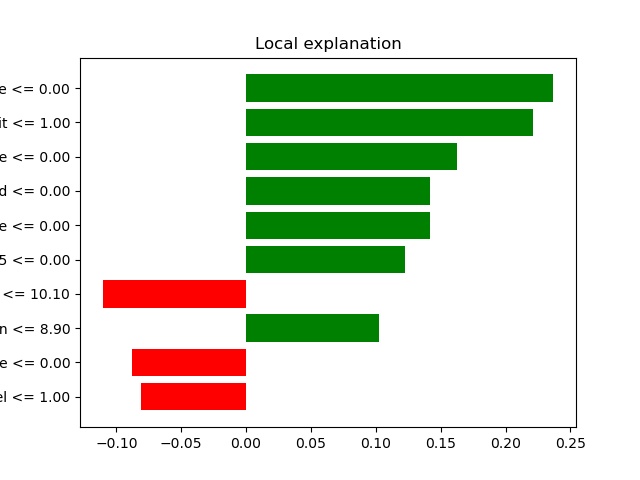 Local explanation
e <= 0.00
it <= 1.00
e <= 0.00
d <= 0.00
e <= 0.00
5 <= 0.00
<= 10.10
n <= 8.90
e <= 0.00
el <= 1.00
−0.10 −0.05 0.00 0.05 0.10 0.15 0.20 0.25